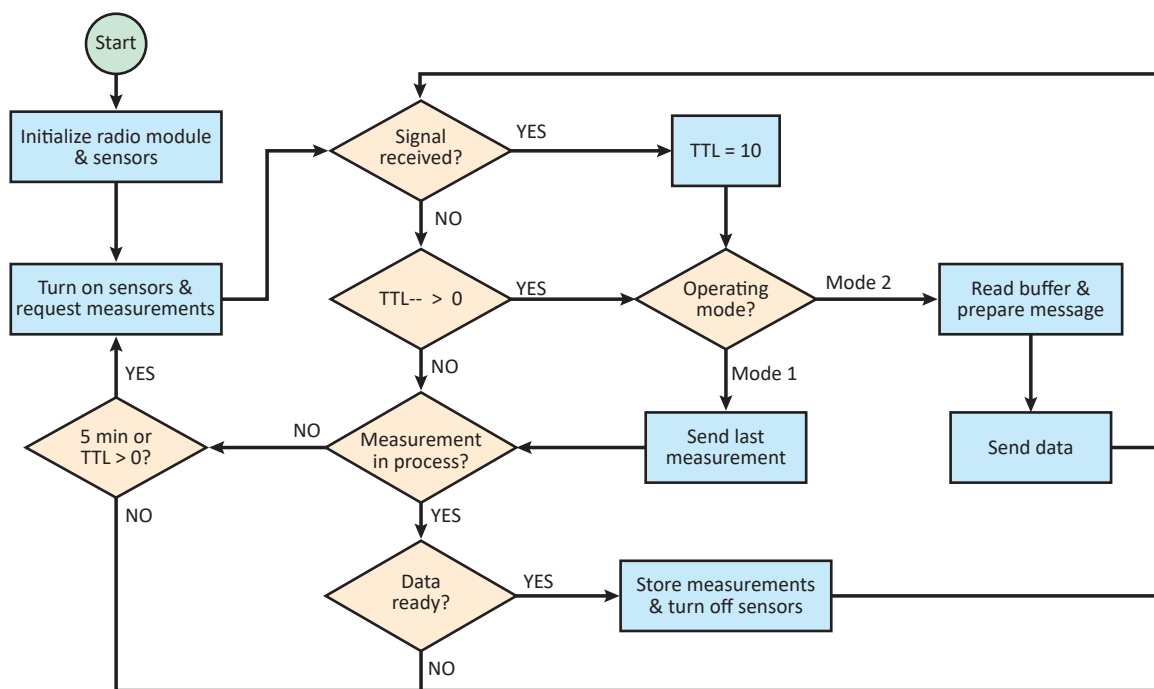 Start
Initialize radio module
& sensors
Turn on sensors &
request measurements
Signal
received?
YES
TTL = 10
NO
TTL-- > 0
YES
Operating
mode?
Mode 2
Read buffer &
prepare message
NO
Mode 1
YES
5 min or
TTL > 0?
NO
Measurement
in process?
Send last
measurement
Send data
NO
YES
Data
ready?
YES
Store measurements
& turn off sensors
NO